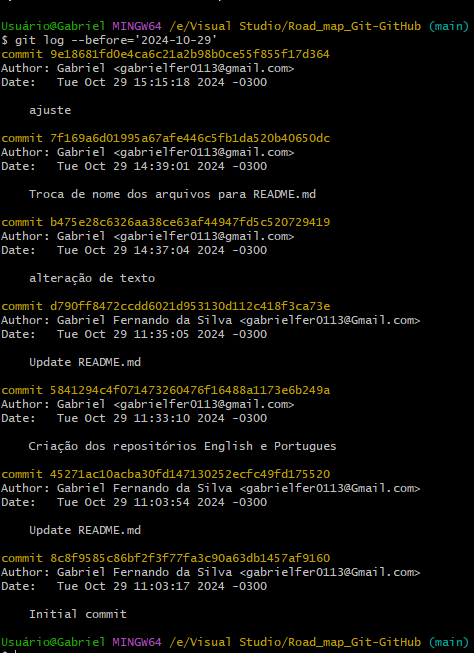 Usuário@Gabriel MINGW64 /e/Visual Studio/Road_map_Git-GitHub (main)
$ git log --before='2024-10-29'
commit 9e18681fd0e4ca6c21a2b98b0ce55f855f17d364
Author: Gabriel <gabrielfer0113@gmail.com>
Date:   Tue Oct 29 15:15:18 2024 -0300
ajuste
commit 7f169a6d01995a67afe446c5fb1da520b40650dc
Author: Gabriel <gabrielfer0113@gmail.com>
Date:   Tue Oct 29 14:39:01 2024 -0300
Troca de nome dos arquivos para README.md
commit b475e28c6326aa38ce63af44947fd5c520729419
Author: Gabriel <gabrielfer0113@gmail.com>
Date:   Tue Oct 29 14:37:04 2024 -0300
alteração de texto
commit d790ff8472ccdd6021d953130d112c418f3ca73e
Author: Gabriel Fernando da Silva <gabrielfer0113@Gmail.com>
Date:   Tue Oct 29 11:35:05 2024 -0300
Update README.md
commit 5841294c4f071473260476f16488a1173e6b249a
Author: Gabriel <gabrielfer0113@gmail.com>
Date:   Tue Oct 29 11:33:10 2024 -0300
Criação dos repositórios English e Portugues
commit 45271ac10acba30fd147130252ecfc49fd175520
Author: Gabriel Fernando da Silva <gabrielfer0113@Gmail.com>
Date:   Tue Oct 29 11:03:54 2024 -0300
Update README.md
commit 8c8f9585c86bf2f3f77fa3c90a63db1457af9160
Author: Gabriel Fernando da Silva <gabrielfer0113@Gmail.com>
Date:   Tue Oct 29 11:03:17 2024 -0300
Initial commit
Usuário@Gabriel MINGW64 /e/Visual Studio/Road_map_Git-GitHub (main)